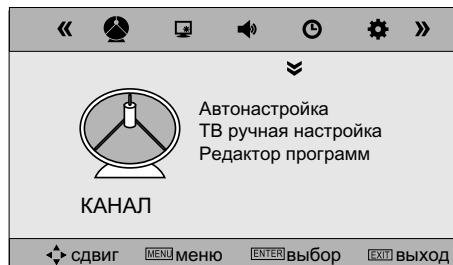 Автонастройка
ТВ ручная настройка
Редактор программ
КАНАЛ
сдвиг MENU меню ENTER выбор EXIT выход